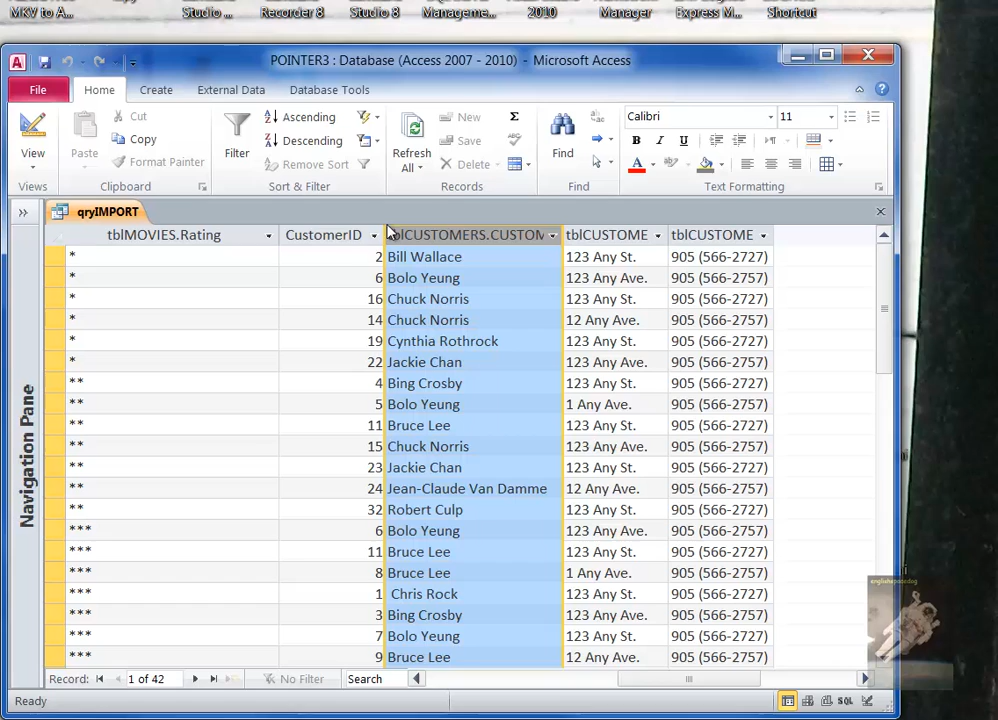 MKV to A...
Studio ...
Recorder 8
Studio 8
Manageme...
2010
Manager
Express M...
Shortcut
POINTER3 : Database (Access 2007 - 2010) - Microsoft Access
File Home Create External Data Database Tools
View
Views
Paste
Cut
Copy
Format Painter
Clipboard
Filter
Ascending
Descending
Remove Sort
Sort & Filter
Refresh All
New
Save
Delete
Records
Find
Find
Calibri 11
B I U
A ab
Text Formatting
qryIMPORT
Navigation Pane
tblMOVIES.Rating CustomerID tblCUSTOMERS.CUSTOM tblCUSTOME tblCUSTOME
* 2 Bill Wallace 123 Any St. 905 (566-2727)
* 6 Bolo Yeung 123 Any Ave. 905 (566-2757)
* 16 Chuck Norris 123 Any St. 905 (566-2727)
* 14 Chuck Norris 12 Any Ave. 905 (566-2757)
* 19 Cynthia Rothrock 123 Any St. 905 (566-2727)
* 22 Jackie Chan 123 Any Ave. 905 (566-2757)
** 4 Bing Crosby 123 Any St. 905 (566-2727)
** 5 Bolo Yeung 1 Any Ave. 905 (566-2757)
** 11 Bruce Lee 123 Any St. 905 (566-2727)
** 15 Chuck Norris 123 Any Ave. 905 (566-2757)
** 23 Jackie Chan 123 Any St. 905 (566-2727)
** 24 Jean-Claude Van Damme 12 Any Ave. 905 (566-2757)
** 32 Robert Culp 123 Any St. 905 (566-2727)
*** 6 Bolo Yeung 123 Any Ave. 905 (566-2757)
*** 11 Bruce Lee 123 Any St. 905 (566-2727)
*** 8 Bruce Lee 1 Any Ave. 905 (566-2757)
*** 1 Chris Rock 123 Any St. 905 (566-2727)
*** 3 Bing Crosby 123 Any Ave. 905 (566-2757)
*** 7 Bolo Yeung 123 Any St. 905 (566-2727)
*** 9 Bruce Lee 12 Any Ave. 905 (566-2757)
Record: 1 of 42 No Filter Search
Ready SQL